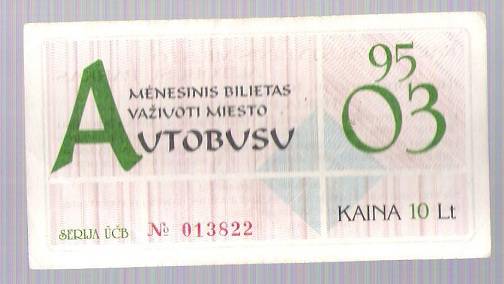 MĖNESINIS BILIETAS
VAŽIUOTI MIESTO
AUTOBUSU
95
03
KAINA 10 Lt
SERIJA ŪČB № 013822